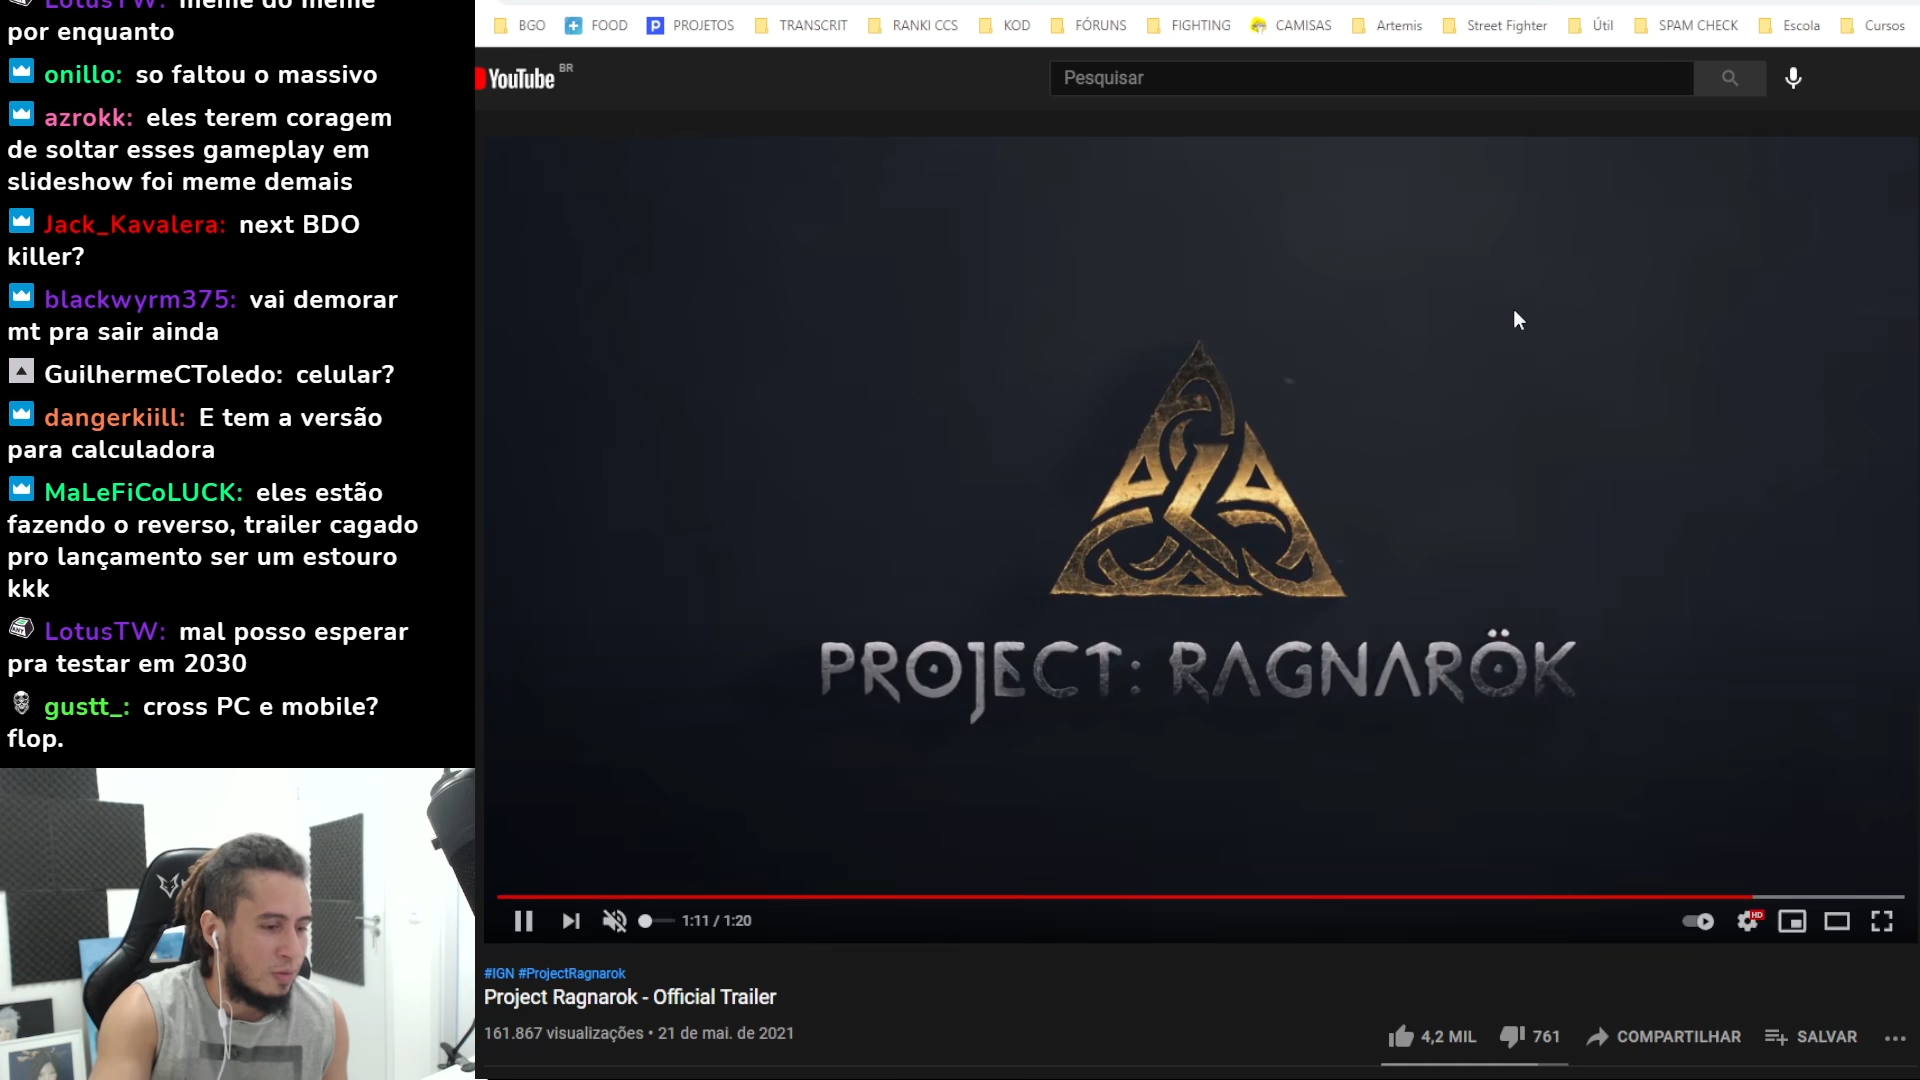 LotusTW: meme do meme
por enquanto
onillo: so faltou o massivo
azrokk: eles terem coragem
de soltar esses gameplay em
slideshow foi meme demais
Jack_Kavalera: next BDO
killer?
blackwyrm375: vai demorar
mt pra sair ainda
GuilhermeCToledo: celular?
dangerkiill: E tem a versão
para calculadora
MaLeFiCoLUCK: eles estão
fazendo o reverso, trailer cagado
pro lançamento ser um estouro
kkk
LotusTW: mal posso esperar
pra testar em 2030
gustt_: cross PC e mobile?
flop.
BGO FOOD PROJETOS TRANSCRIT RANKI CCS KOD FÓRUNS FIGHTING CAMISAS Artemis Street Fighter Útil SPAM CHECK Escola Cursos
YouTube BR
Pesquisar
PROJECT: RAGNARÖK
1:11 / 1:20
HD
#IGN #ProjectRagnarok
Project Ragnarok - Official Trailer
161.867 visualizações • 21 de mai. de 2021
4,2 MIL 761 COMPARTILHAR SALVAR